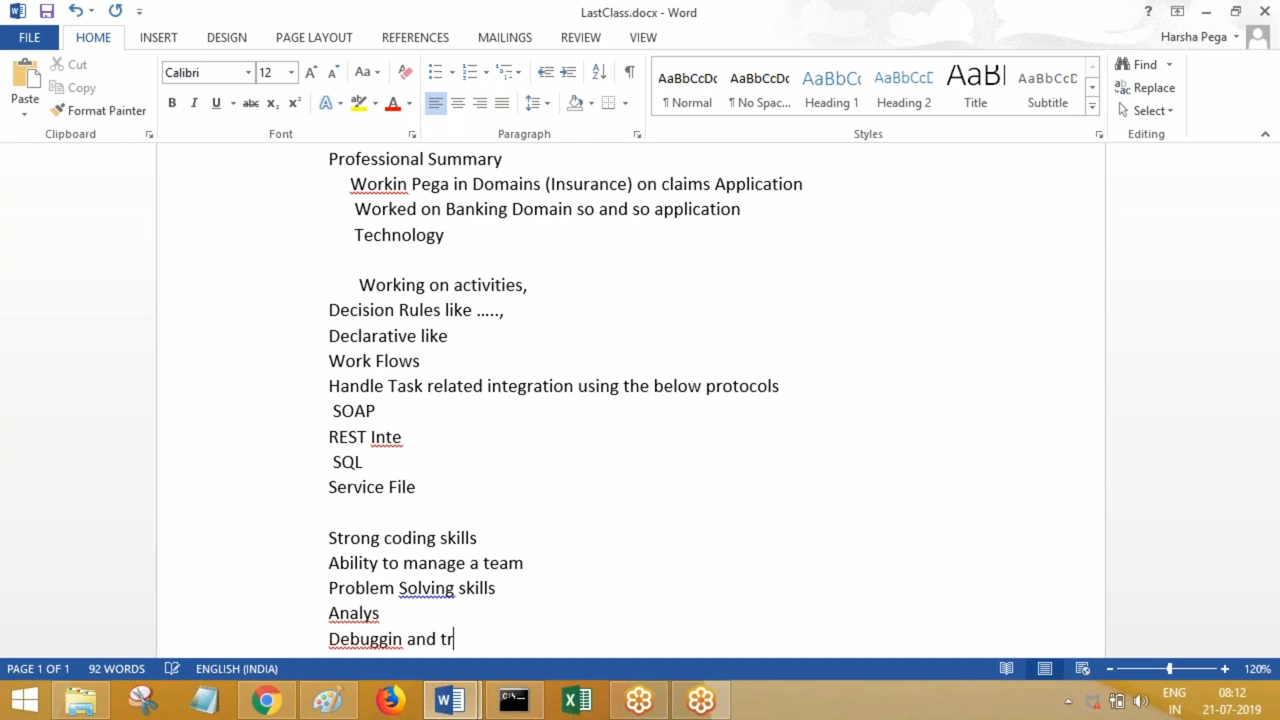 LastClass.docx - Word
Harsha Pega
FILE HOME INSERT DESIGN PAGE LAYOUT REFERENCES MAILINGS REVIEW VIEW
Paste
Cut
Copy
Format Painter
Clipboard
Calibri 12
Font
Paragraph
AaBbCcDc AaBbCcDc AaBbC AaBbCcD AaB AaBbCcD
¶ Normal ¶ No Spac... Heading 1 Heading 2 Title Subtitle
Styles
Find
Replace
Select
Editing
Professional Summary
Workin Pega in Domains (Insurance) on claims Application
Worked on Banking Domain so and so application
Technology
Working on activities,
Decision Rules like .....,
Declarative like
Work Flows
Handle Task related integration using the below protocols
SOAP
REST Inte
SQL
Service File
Strong coding skills
Ability to manage a team
Problem Solving skills
Analys
Debuggin and tr
PAGE 1 OF 1 92 WORDS ENGLISH (INDIA) 120%
ENG 08:12
IN 21-07-2019